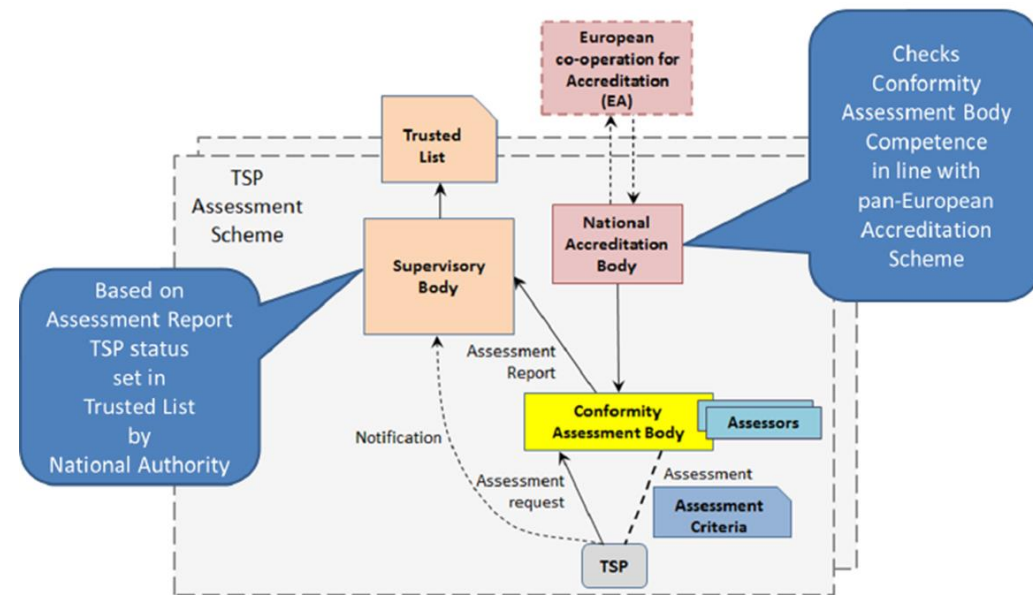 European
co-operation for
Accreditation
(EA)
Checks
Conformity
Assessment Body
Competence
in line with
pan-European
Accreditation
Scheme
Trusted
List
TSP
Assessment
Scheme
National
Accreditation
Body
Supervisory
Body
Based on
Assessment Report
TSP status
set in
Trusted List
by
National Authority
Assessment
Report
Conformity
Assessment Body
Assessors
Notification
Assessment
request
Assessment
Assessment
Criteria
TSP